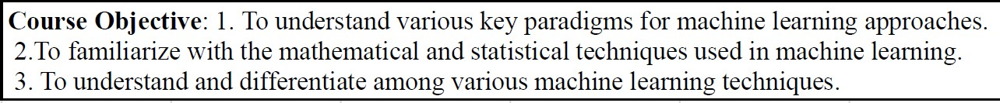 Course Objective: 1. To understand various key paradigms for machine learning approaches.
2.To familiarize with the mathematical and statistical techniques used in machine learning.
3. To understand and differentiate among various machine learning techniques.